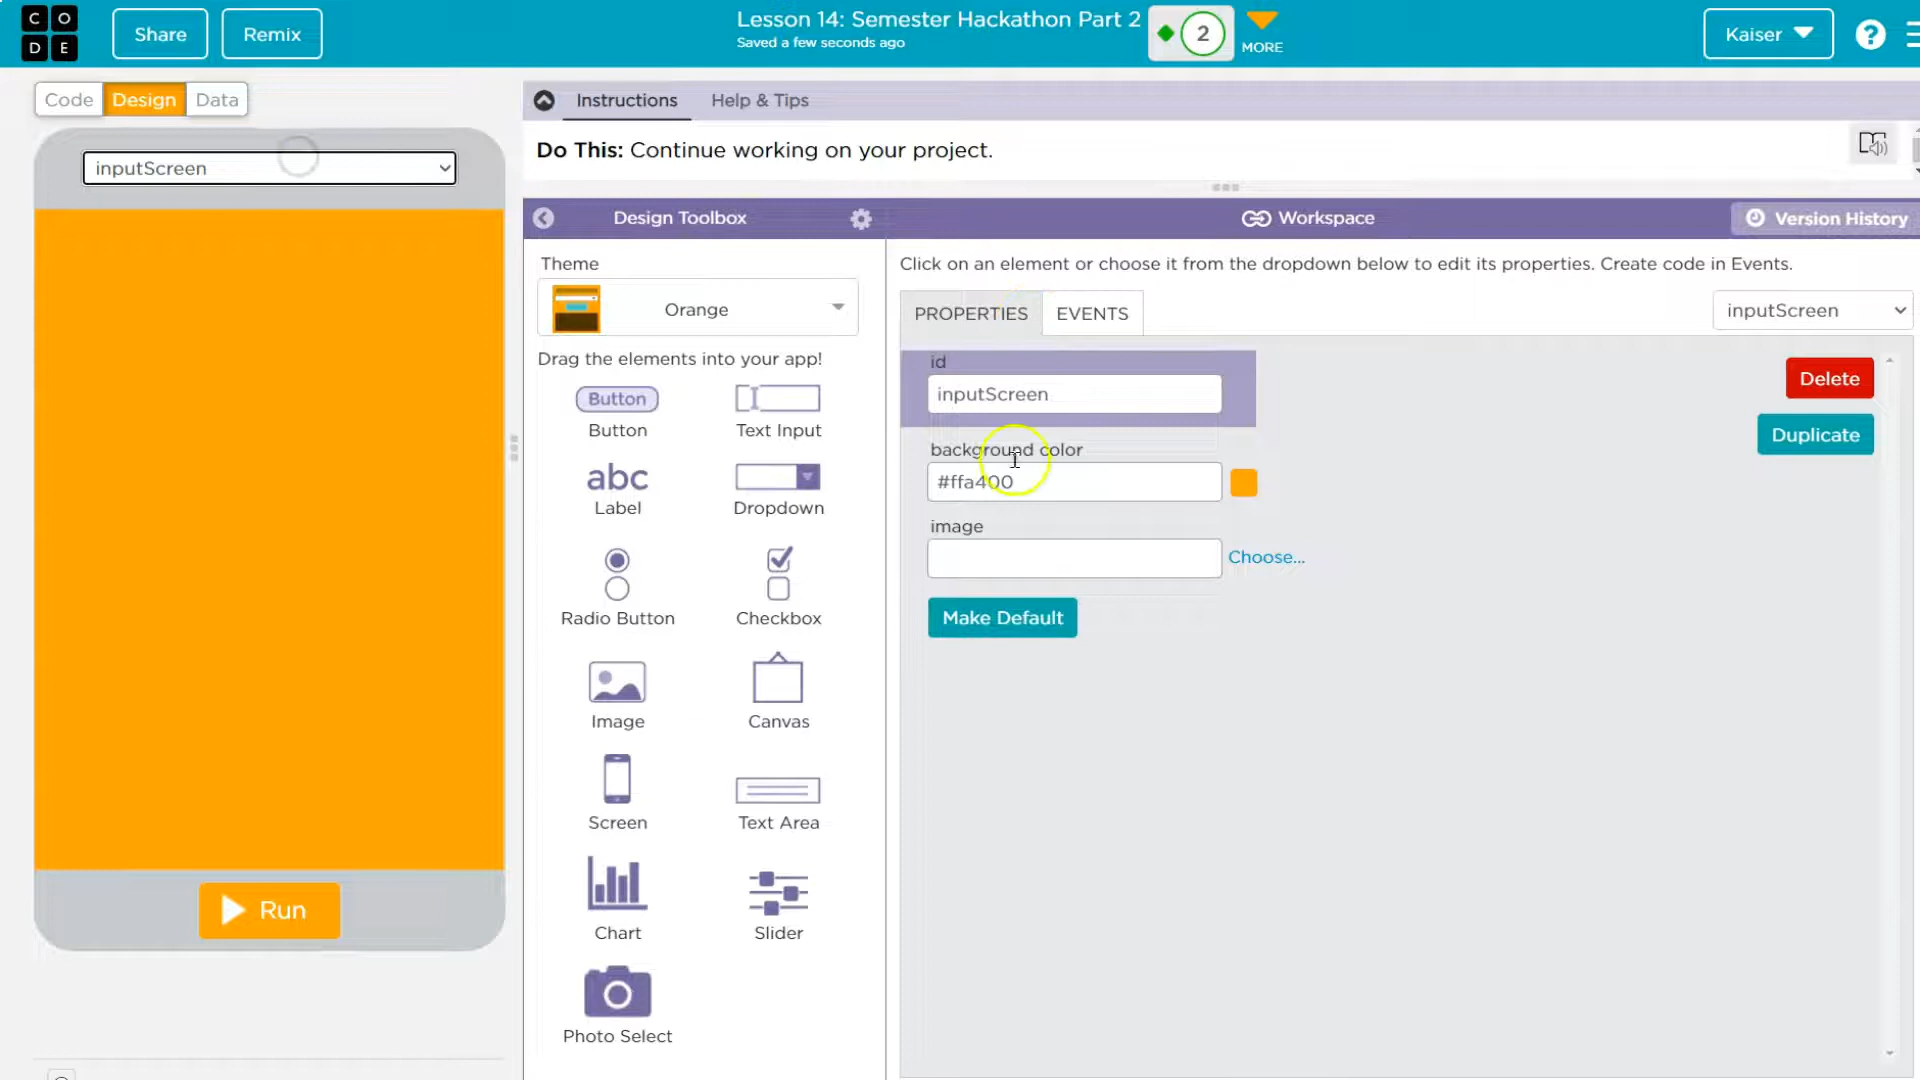 C O
D E
Share
Remix
Lesson 14: Semester Hackathon Part 2
Saved a few seconds ago
2
MORE
Kaiser
?
Code
Design
Data
Instructions
Help & Tips
Do This: Continue working on your project.
inputScreen
Design Toolbox
Workspace
Version History
Theme
Orange
Click on an element or choose it from the dropdown below to edit its properties. Create code in Events.
PROPERTIES
EVENTS
inputScreen
Drag the elements into your app!
id
inputScreen
Delete
Duplicate
background color
#ffa400
image
Choose...
Make Default
Button
Button
Text Input
abc
Label
Dropdown
Radio Button
Checkbox
Image
Canvas
Screen
Text Area
Chart
Slider
Photo Select
Run